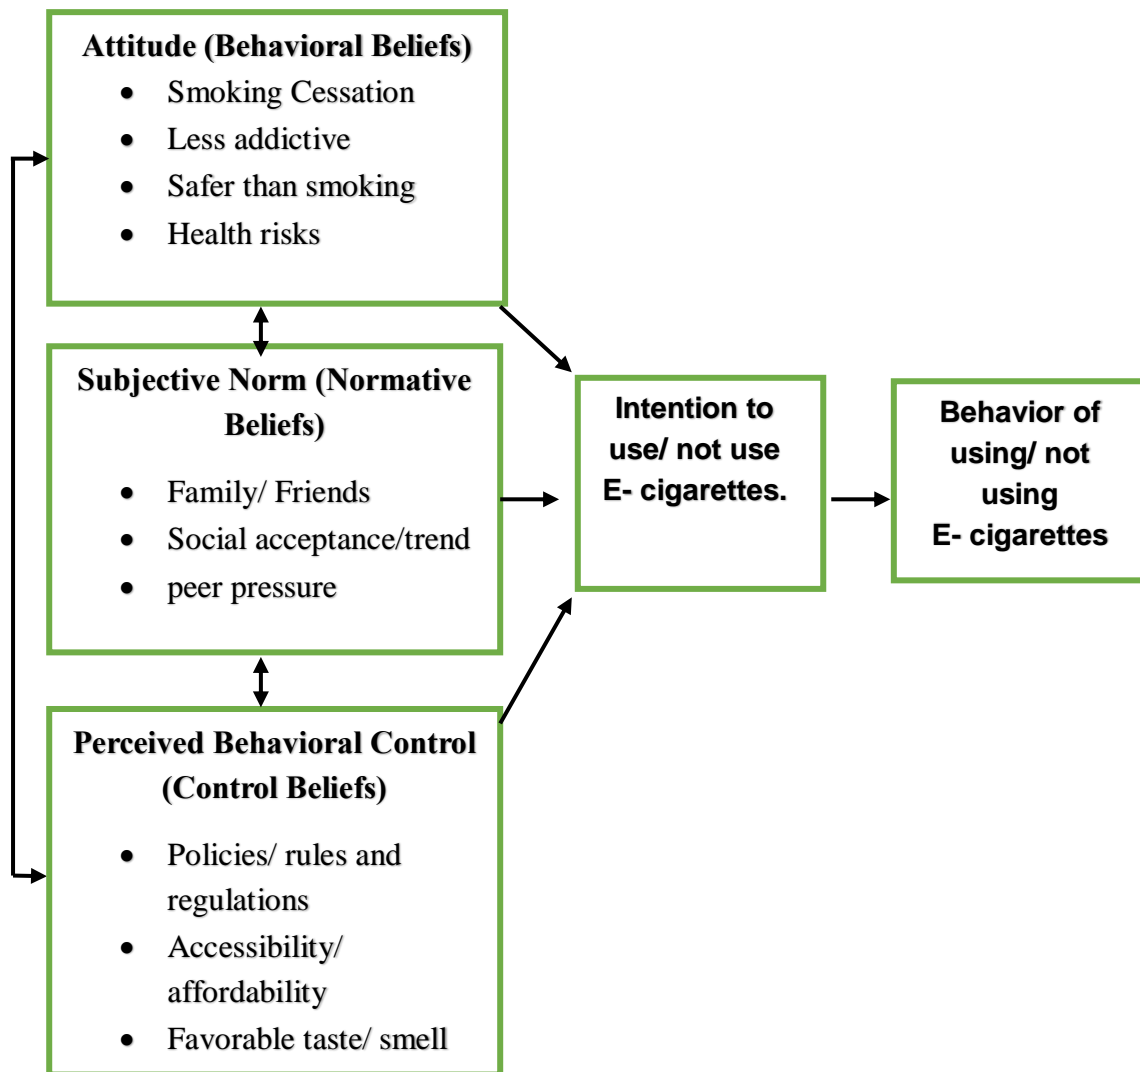 Attitude (Behavioral Beliefs)
• Smoking Cessation
• Less addictive
• Safer than smoking
• Health risks
Subjective Norm (Normative
Beliefs)
• Family/ Friends
• Social acceptance/trend
• peer pressure
Perceived Behavioral Control
(Control Beliefs)
• Policies/ rules and
regulations
• Accessibility/
affordability
• Favorable taste/ smell
Intention to
use/ not use
E- cigarettes.
Behavior of
using/ not
using
E- cigarettes